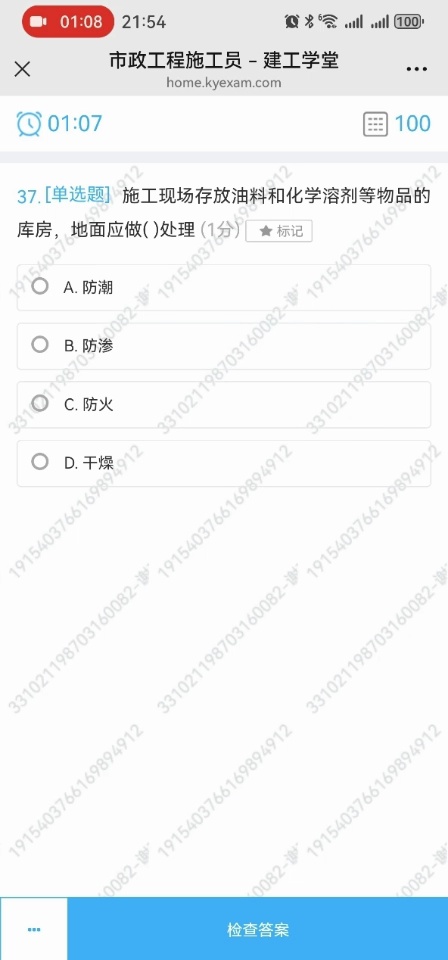 01:08 21:54 6 100
市政工程施工员 – 建工学堂
home.kyexam.com
01:07 100
37. [单选题] 施工现场存放油料和化学溶剂等物品的
库房，地面应做( )处理 (1分) ★ 标记
A. 防潮
B. 防渗
C. 防火
D. 干燥
1915403766169894912
331021198703160082-谢
检查答案